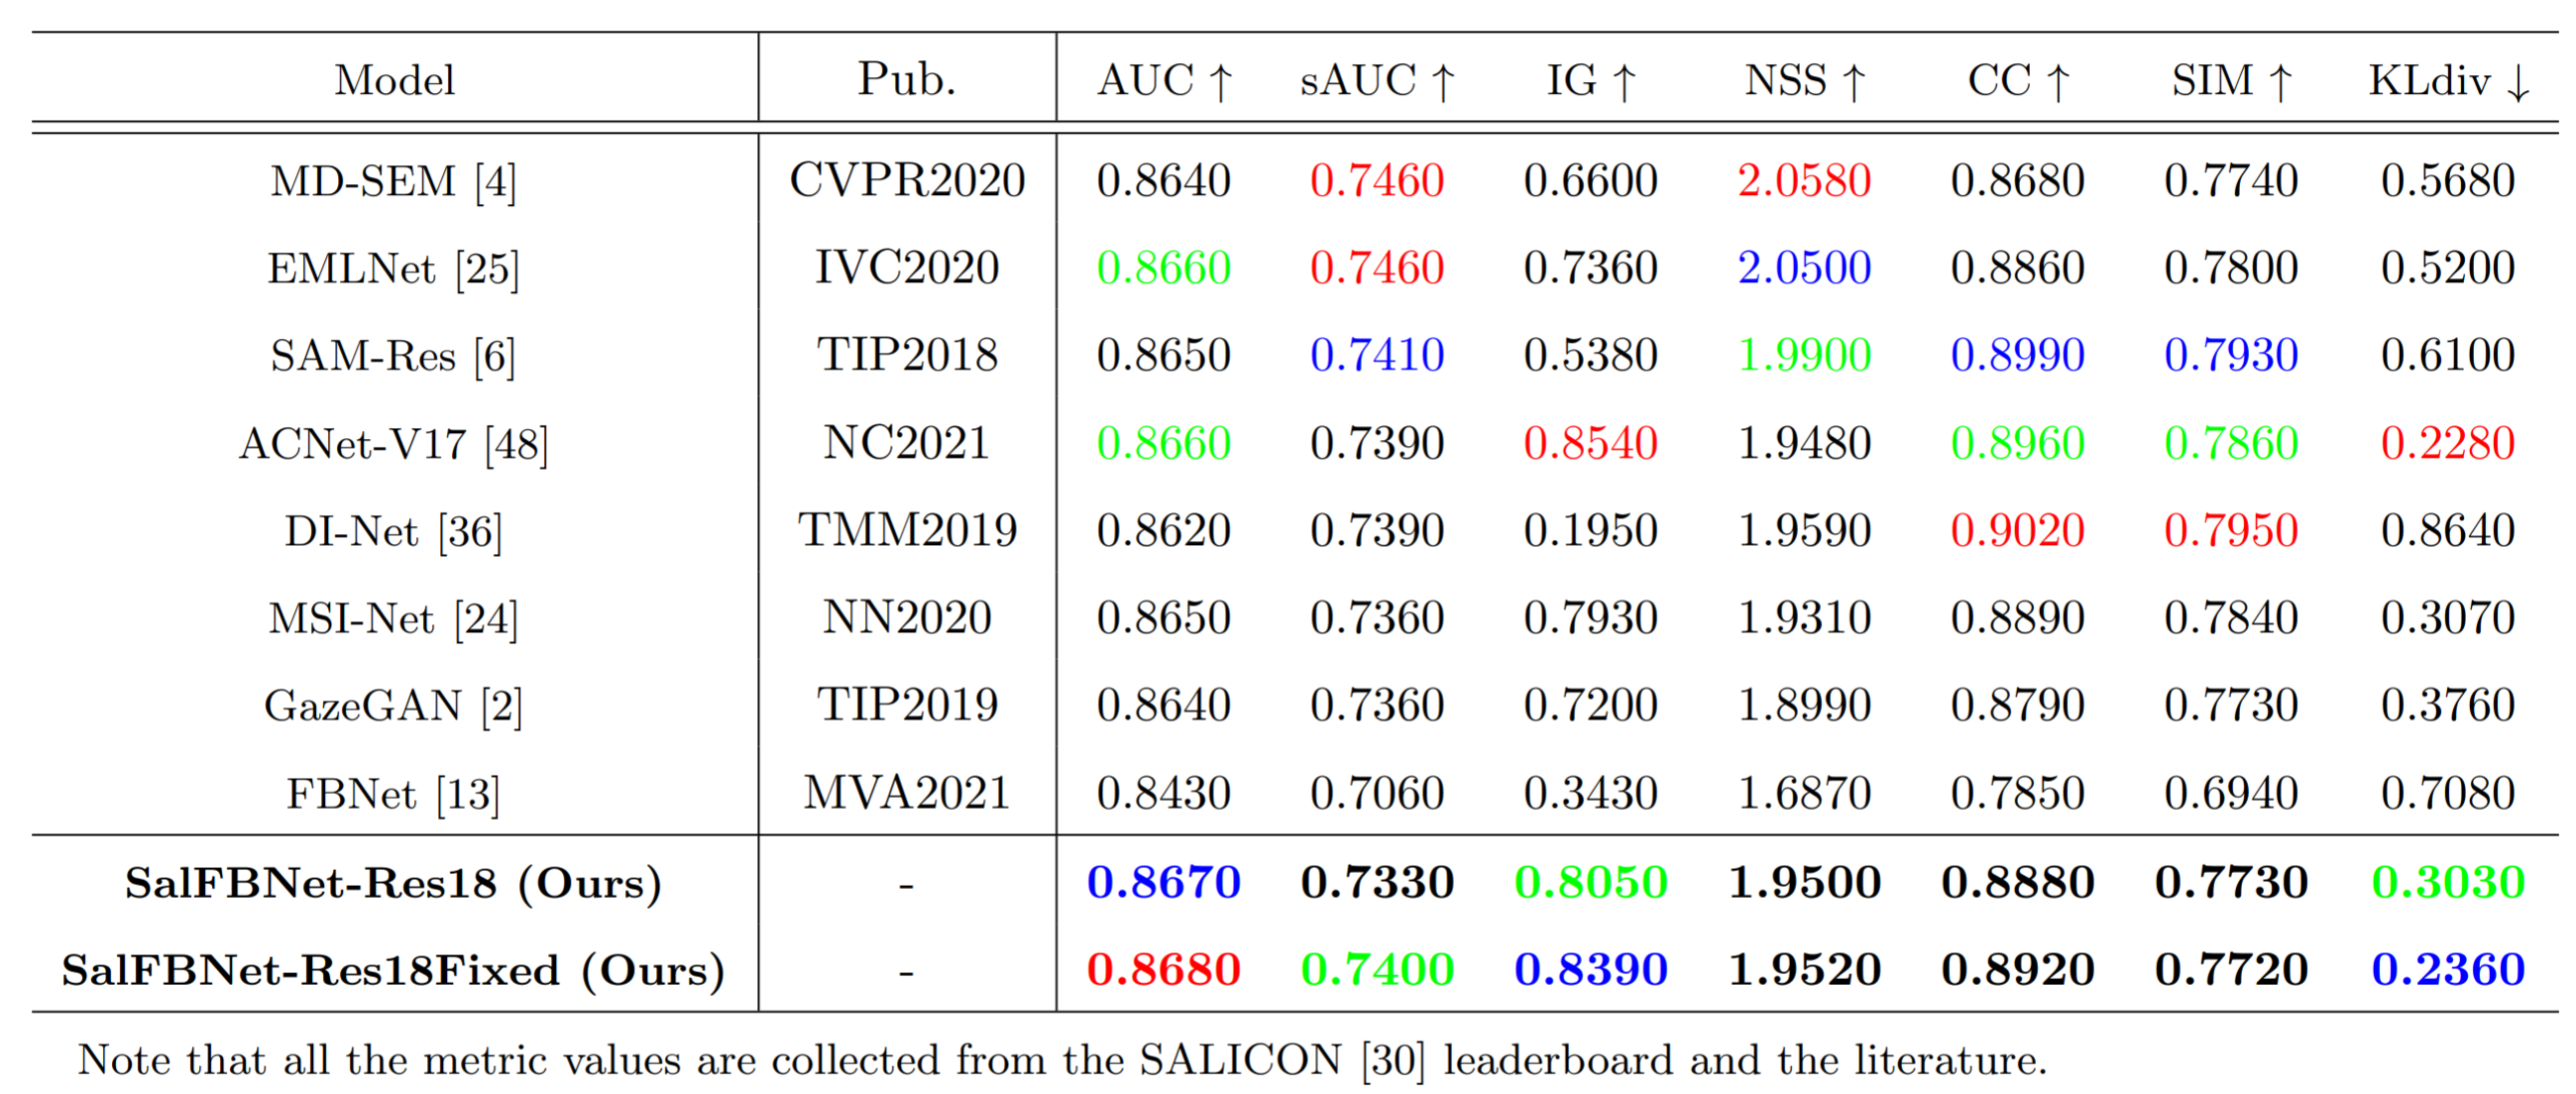 Model Pub. AUC ↑ sAUC ↑ IG ↑ NSS ↑ CC ↑ SIM ↑ KLdiv ↓
MD-SEM [4] CVPR2020 0.8640 0.7460 0.6600 2.0580 0.8680 0.7740 0.5680
EMLNet [25] IVC2020 0.8660 0.7460 0.7360 2.0500 0.8860 0.7800 0.5200
SAM-Res [6] TIP2018 0.8650 0.7410 0.5380 1.9900 0.8990 0.7930 0.6100
ACNet-V17 [48] NC2021 0.8660 0.7390 0.8540 1.9480 0.8960 0.7860 0.2280
DI-Net [36] TMM2019 0.8620 0.7390 0.1950 1.9590 0.9020 0.7950 0.8640
MSI-Net [24] NN2020 0.8650 0.7360 0.7930 1.9310 0.8890 0.7840 0.3070
GazeGAN [2] TIP2019 0.8640 0.7360 0.7200 1.8990 0.8790 0.7730 0.3760
FBNet [13] MVA2021 0.8430 0.7060 0.3430 1.6870 0.7850 0.6940 0.7080
SalFBNet-Res18 (Ours) - 0.8670 0.7330 0.8050 1.9500 0.8880 0.7730 0.3030
SalFBNet-Res18Fixed (Ours) - 0.8680 0.7400 0.8390 1.9520 0.8920 0.7720 0.2360
Note that all the metric values are collected from the SALICON [30] leaderboard and the literature.